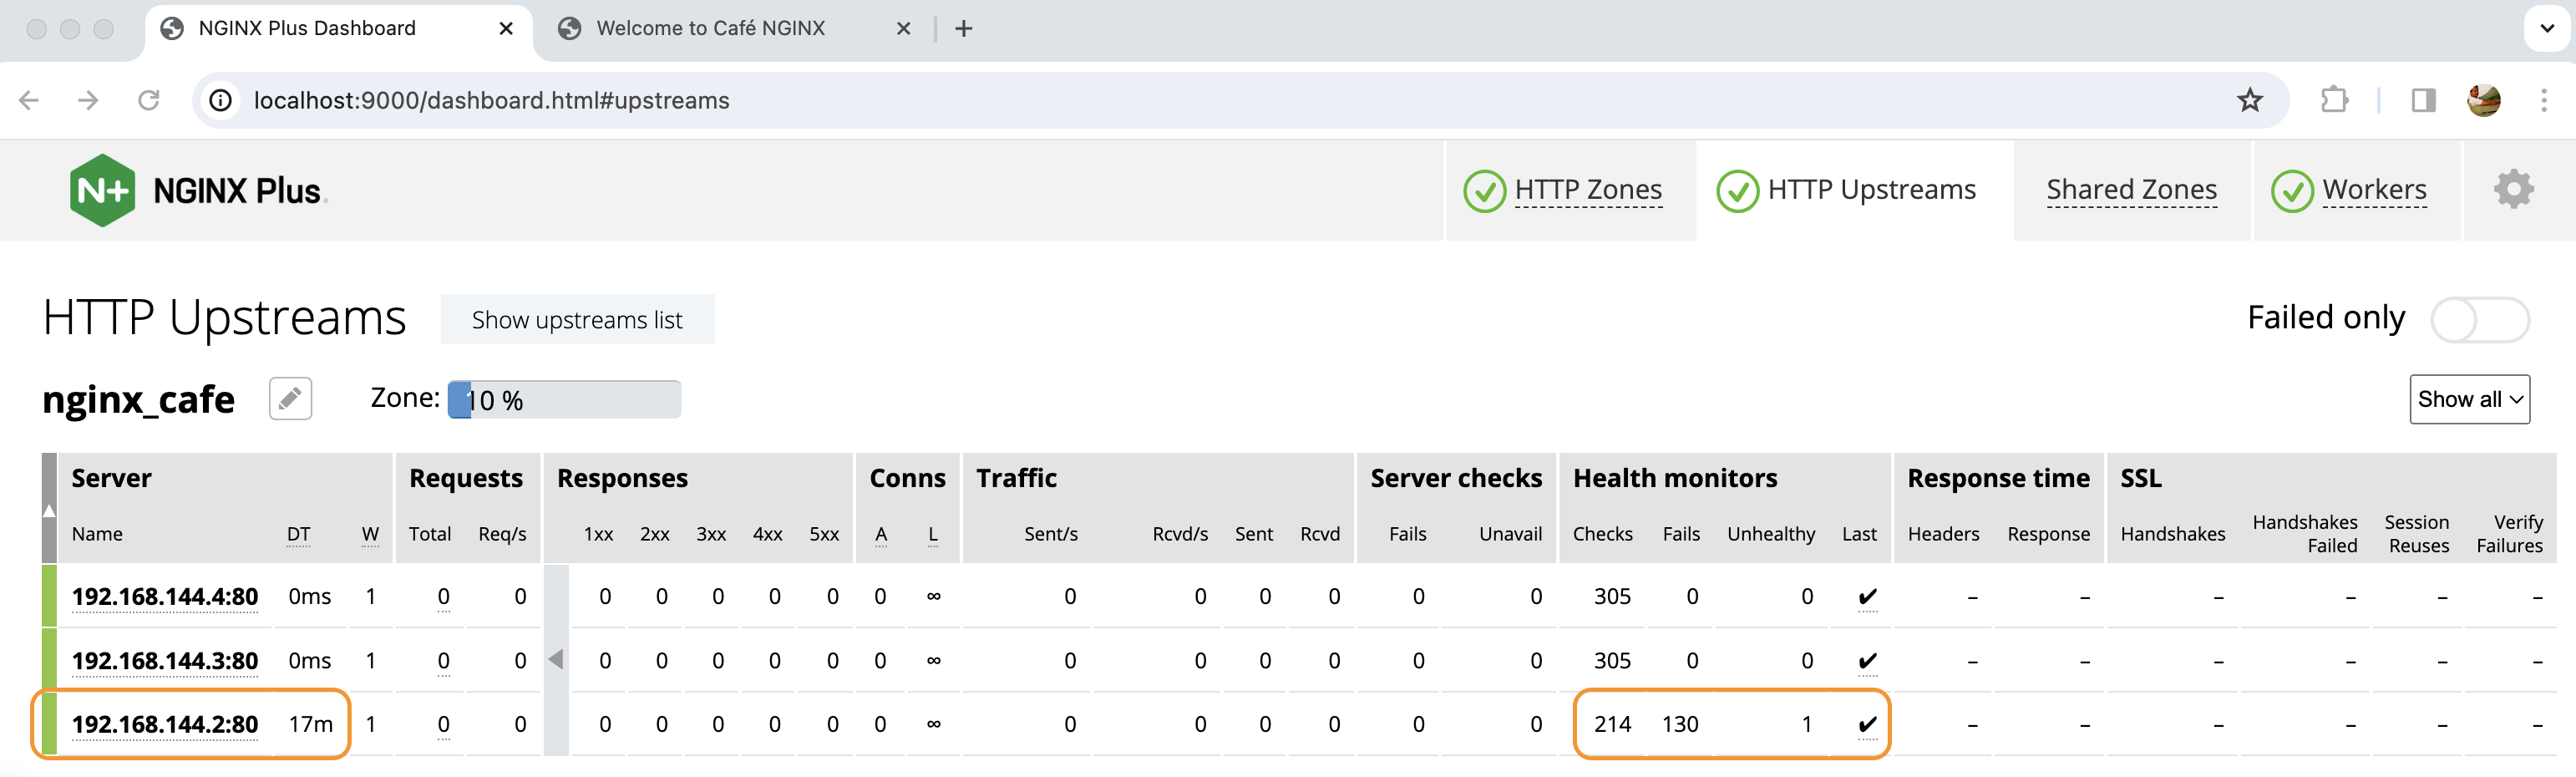 NGINX Plus Dashboard
Welcome to Café NGINX
localhost:9000/dashboard.html#upstreams
N+ NGINX Plus
HTTP Zones
HTTP Upstreams
Shared Zones
Workers
HTTP Upstreams
Show upstreams list
Failed only
nginx_cafe
Zone: 10 %
Show all
Server Requests Responses Conns Traffic Server checks Health monitors Response time SSL
Name DT W Total Req/s 1xx 2xx 3xx 4xx 5xx A L Sent/s Rcvd/s Sent Rcvd Fails Unavail Checks Fails Unhealthy Last Headers Response Handshakes Handshakes Failed Session Reuses Verify Failures
192.168.144.4:80 0ms 1 0 0 0 0 0 0 0 0 ∞ 0 0 0 0 0 0 305 0 0 ✔ – – – – – –
192.168.144.3:80 0ms 1 0 0 0 0 0 0 0 0 ∞ 0 0 0 0 0 0 305 0 0 ✔ – – – – – –
192.168.144.2:80 17m 1 0 0 0 0 0 0 0 0 ∞ 0 0 0 0 0 0 214 130 1 ✔ – – – – – –